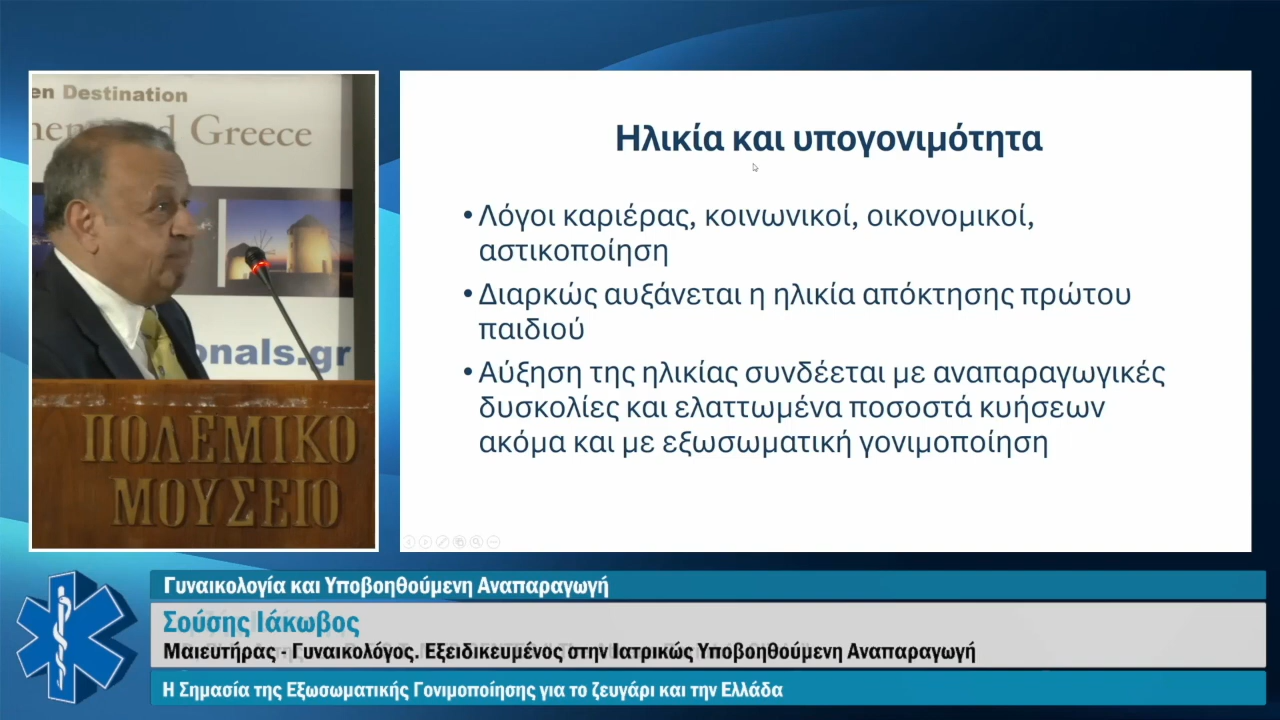 en Destination
Greece
onals.gr
ΠΟΛΕΜΙΚΟ
ΜΟΥΣΕΙΟ
Ηλικία και υπογονιμότητα
• Λόγοι καριέρας, κοινωνικοί, οικονομικοί,
αστικοποίηση
• Διαρκώς αυξάνεται η ηλικία απόκτησης πρώτου
παιδιού
• Αύξηση της ηλικίας συνδέεται με αναπαραγωγικές
δυσκολίες και ελαττωμένα ποσοστά κυήσεων
ακόμα και με εξωσωματική γονιμοποίηση
Γυναικολογία και Υποβοηθούμενη Αναπαραγωγή
Σούσης Ιάκωβος
Μαιευτήρας - Γυναικολόγος. Εξειδικευμένος στην Ιατρικώς Υποβοηθούμενη Αναπαραγωγή
Η Σημασία της Εξωσωματικής Γονιμοποίησης για το ζευγάρι και την Ελλάδα